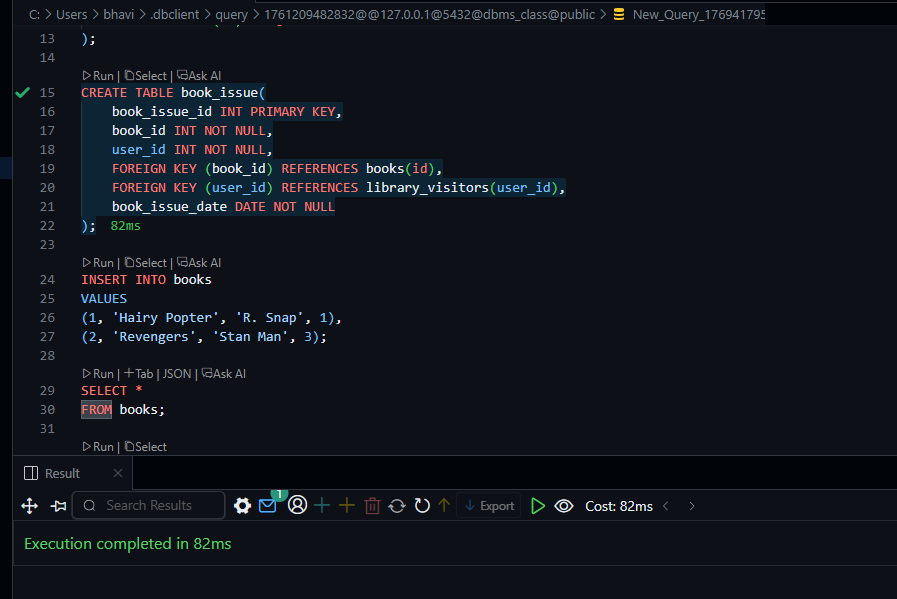 C: > Users > bhavi > .dbclient > query > 1761209482832@@127.0.0.1@5432@dbms_class@public > New_Query_176941795
13 );
14
Run | Select | Ask AI
15 CREATE TABLE book_issue(
16 book_issue_id INT PRIMARY KEY,
17 book_id INT NOT NULL,
18 user_id INT NOT NULL,
19 FOREIGN KEY (book_id) REFERENCES books(id),
20 FOREIGN KEY (user_id) REFERENCES library_visitors(user_id),
21 book_issue_date DATE NOT NULL
22 ); 82ms
23
Run | Select | Ask AI
24 INSERT INTO books
25 VALUES
26 (1, 'Hairy Popter', 'R. Snap', 1),
27 (2, 'Revengers', 'Stan Man', 3);
28
Run | +Tab | JSON | Ask AI
29 SELECT *
30 FROM books;
31
Run | Select
Result
Search Results 1 Export Cost: 82ms
Execution completed in 82ms